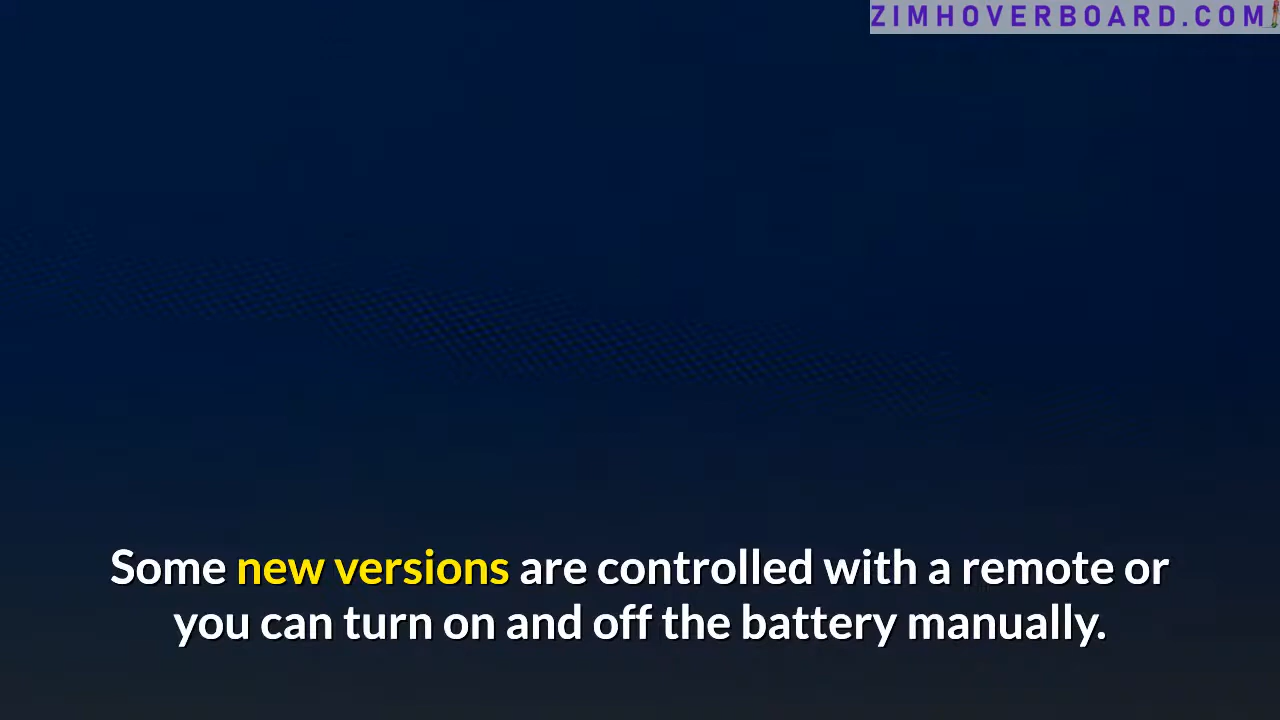 ZIMHOVERBOARD.COM
Some new versions are controlled with a remote or
you can turn on and off the battery manually.